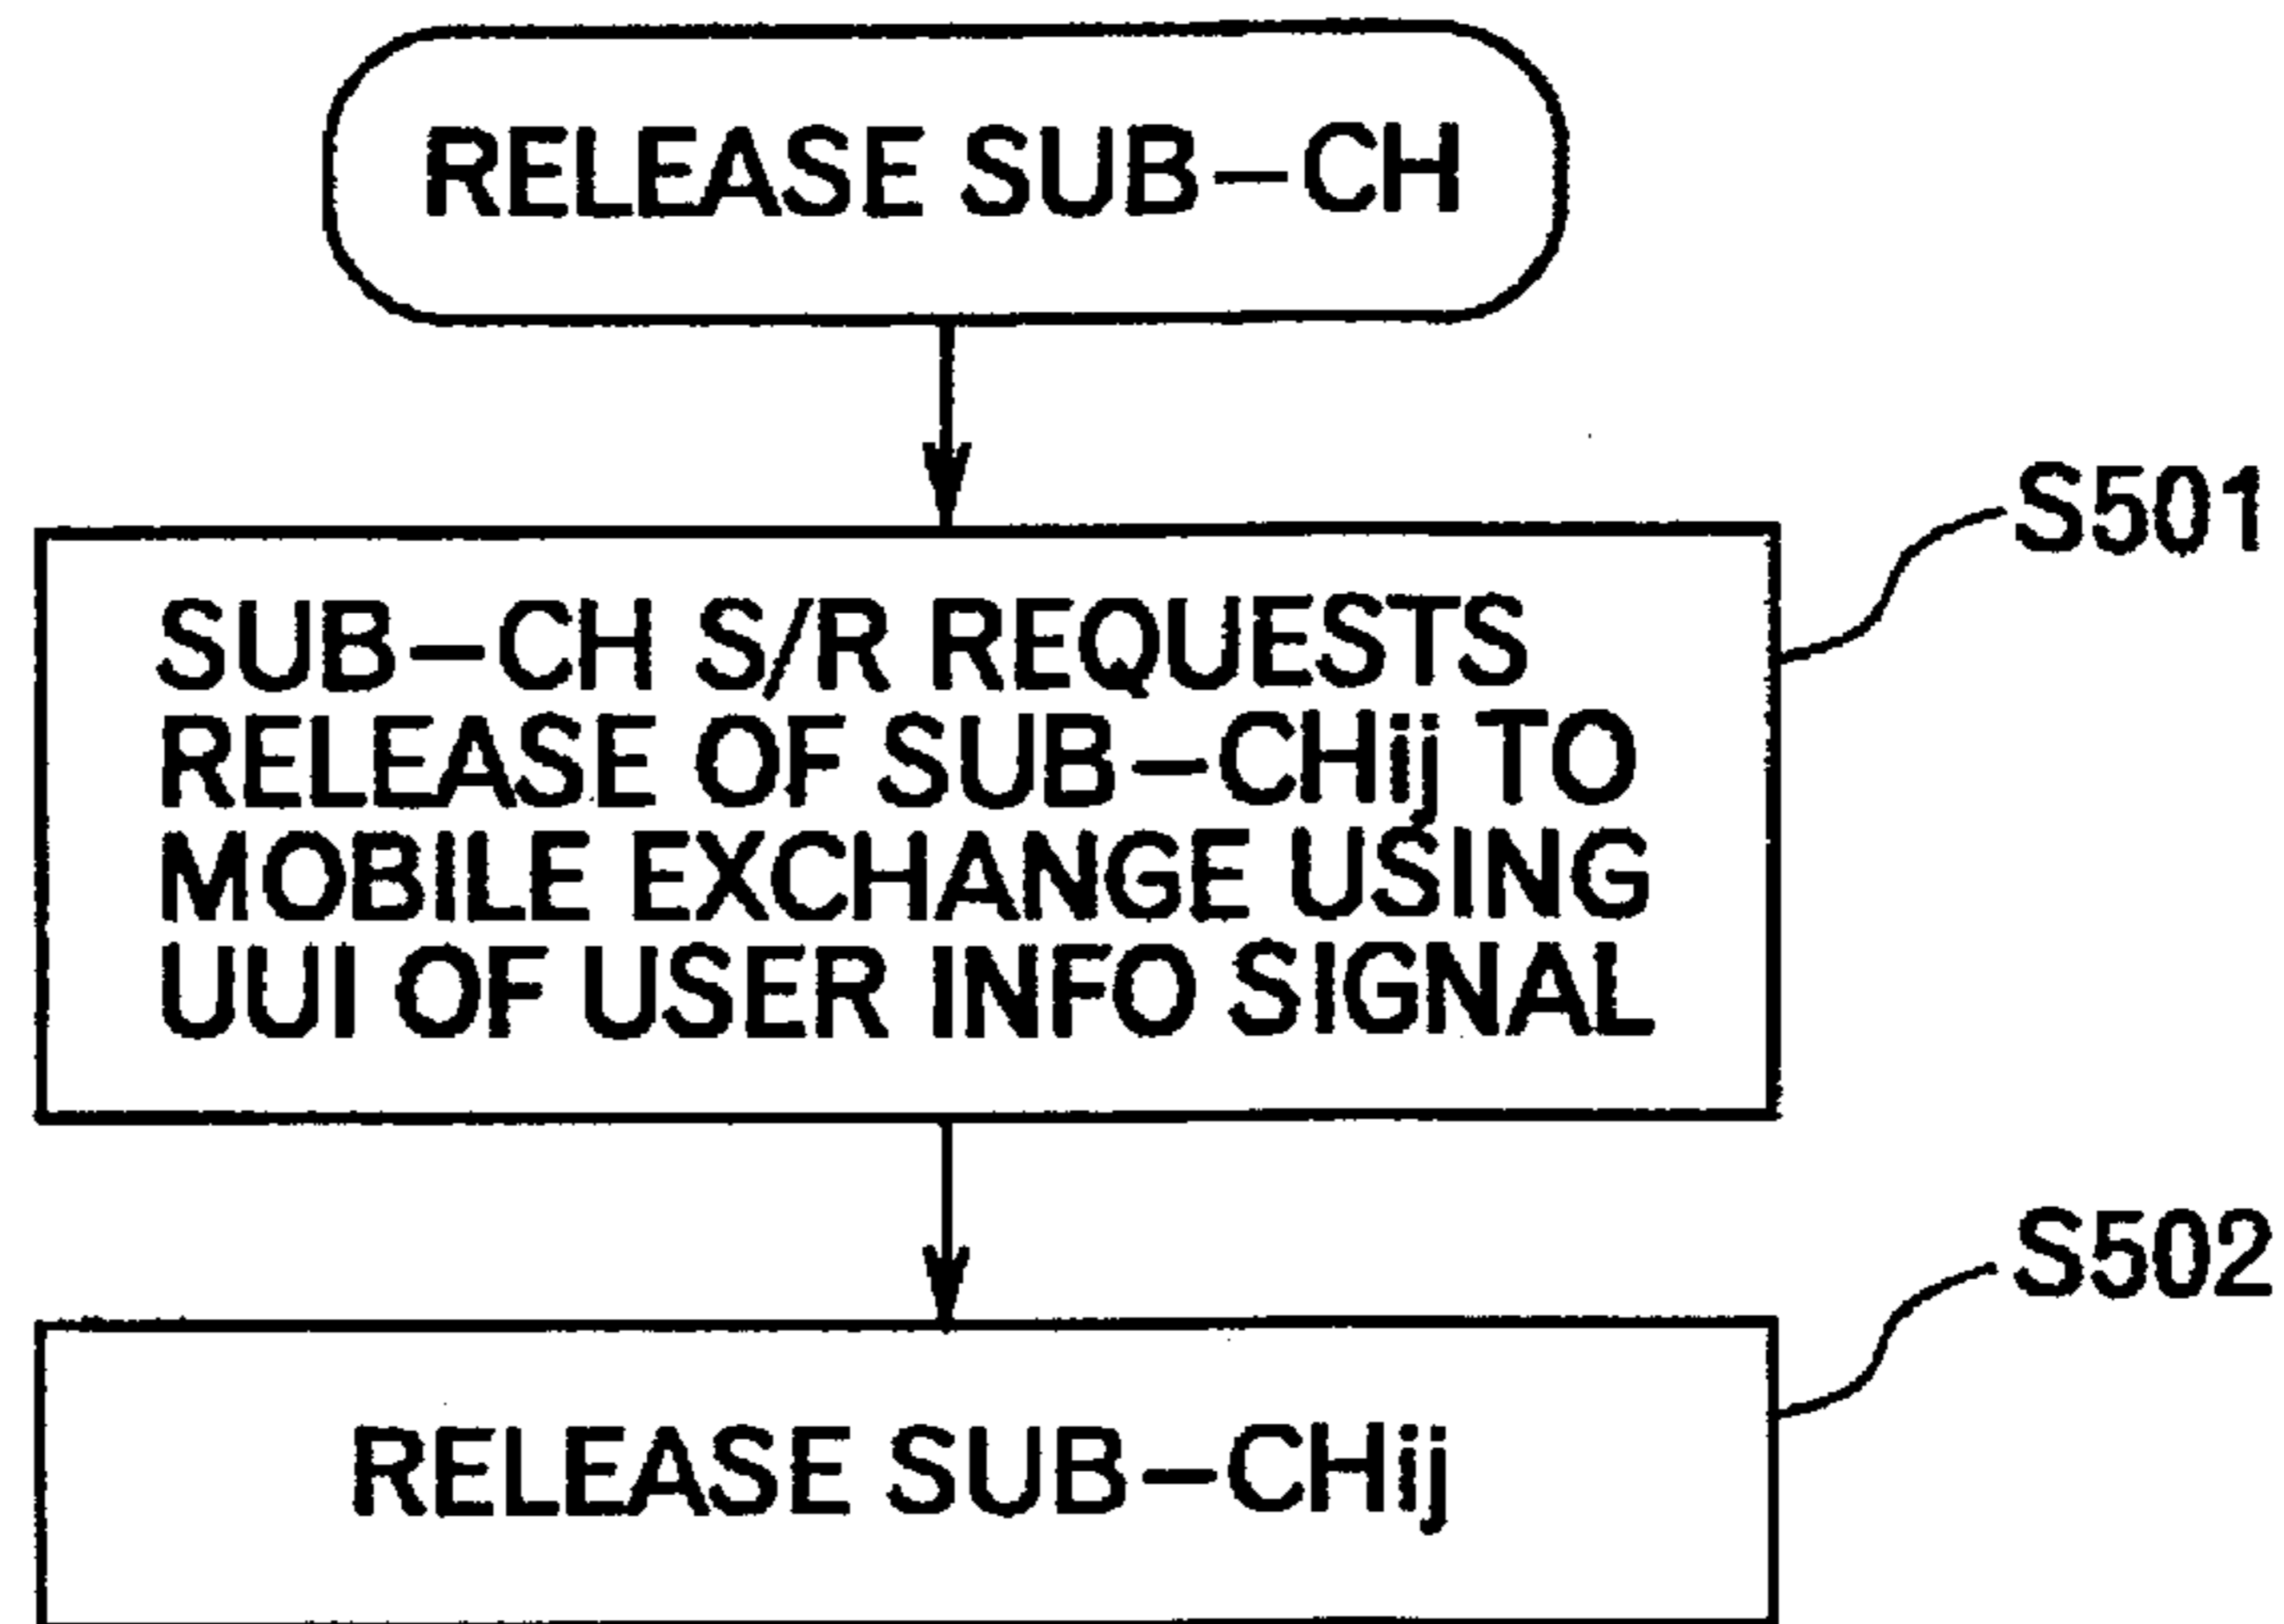 RELEASE SUB-CH
S501
SUB-CH S/R REQUESTS
RELEASE OF SUB-CHij TO
MOBILE EXCHANGE USING
UUI OF USER INFO SIGNAL
S502
RELEASE SUB-CHij